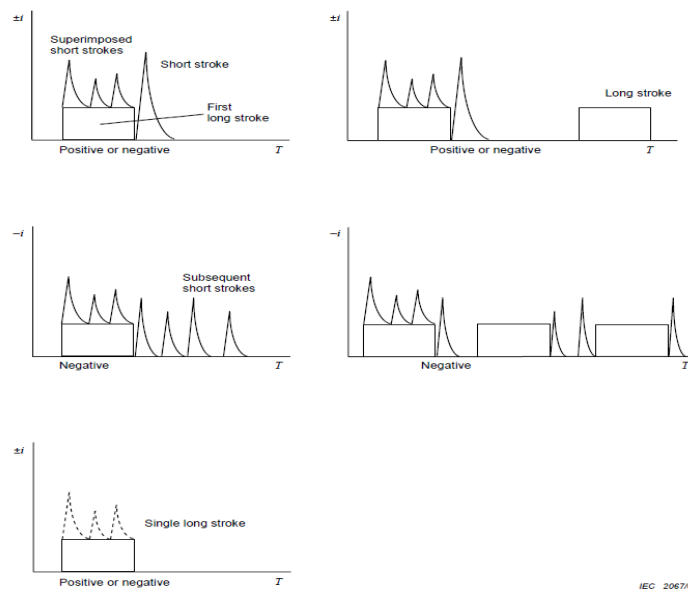 ±i
Superimposed
short strokes
Short stroke
First
long stroke
Positive or negative
T
±i
Long stroke
Positive or negative
T
–i
Subsequent
short strokes
Negative
T
–i
Negative
T
±i
Single long stroke
Positive or negative
T
IEC 2067/